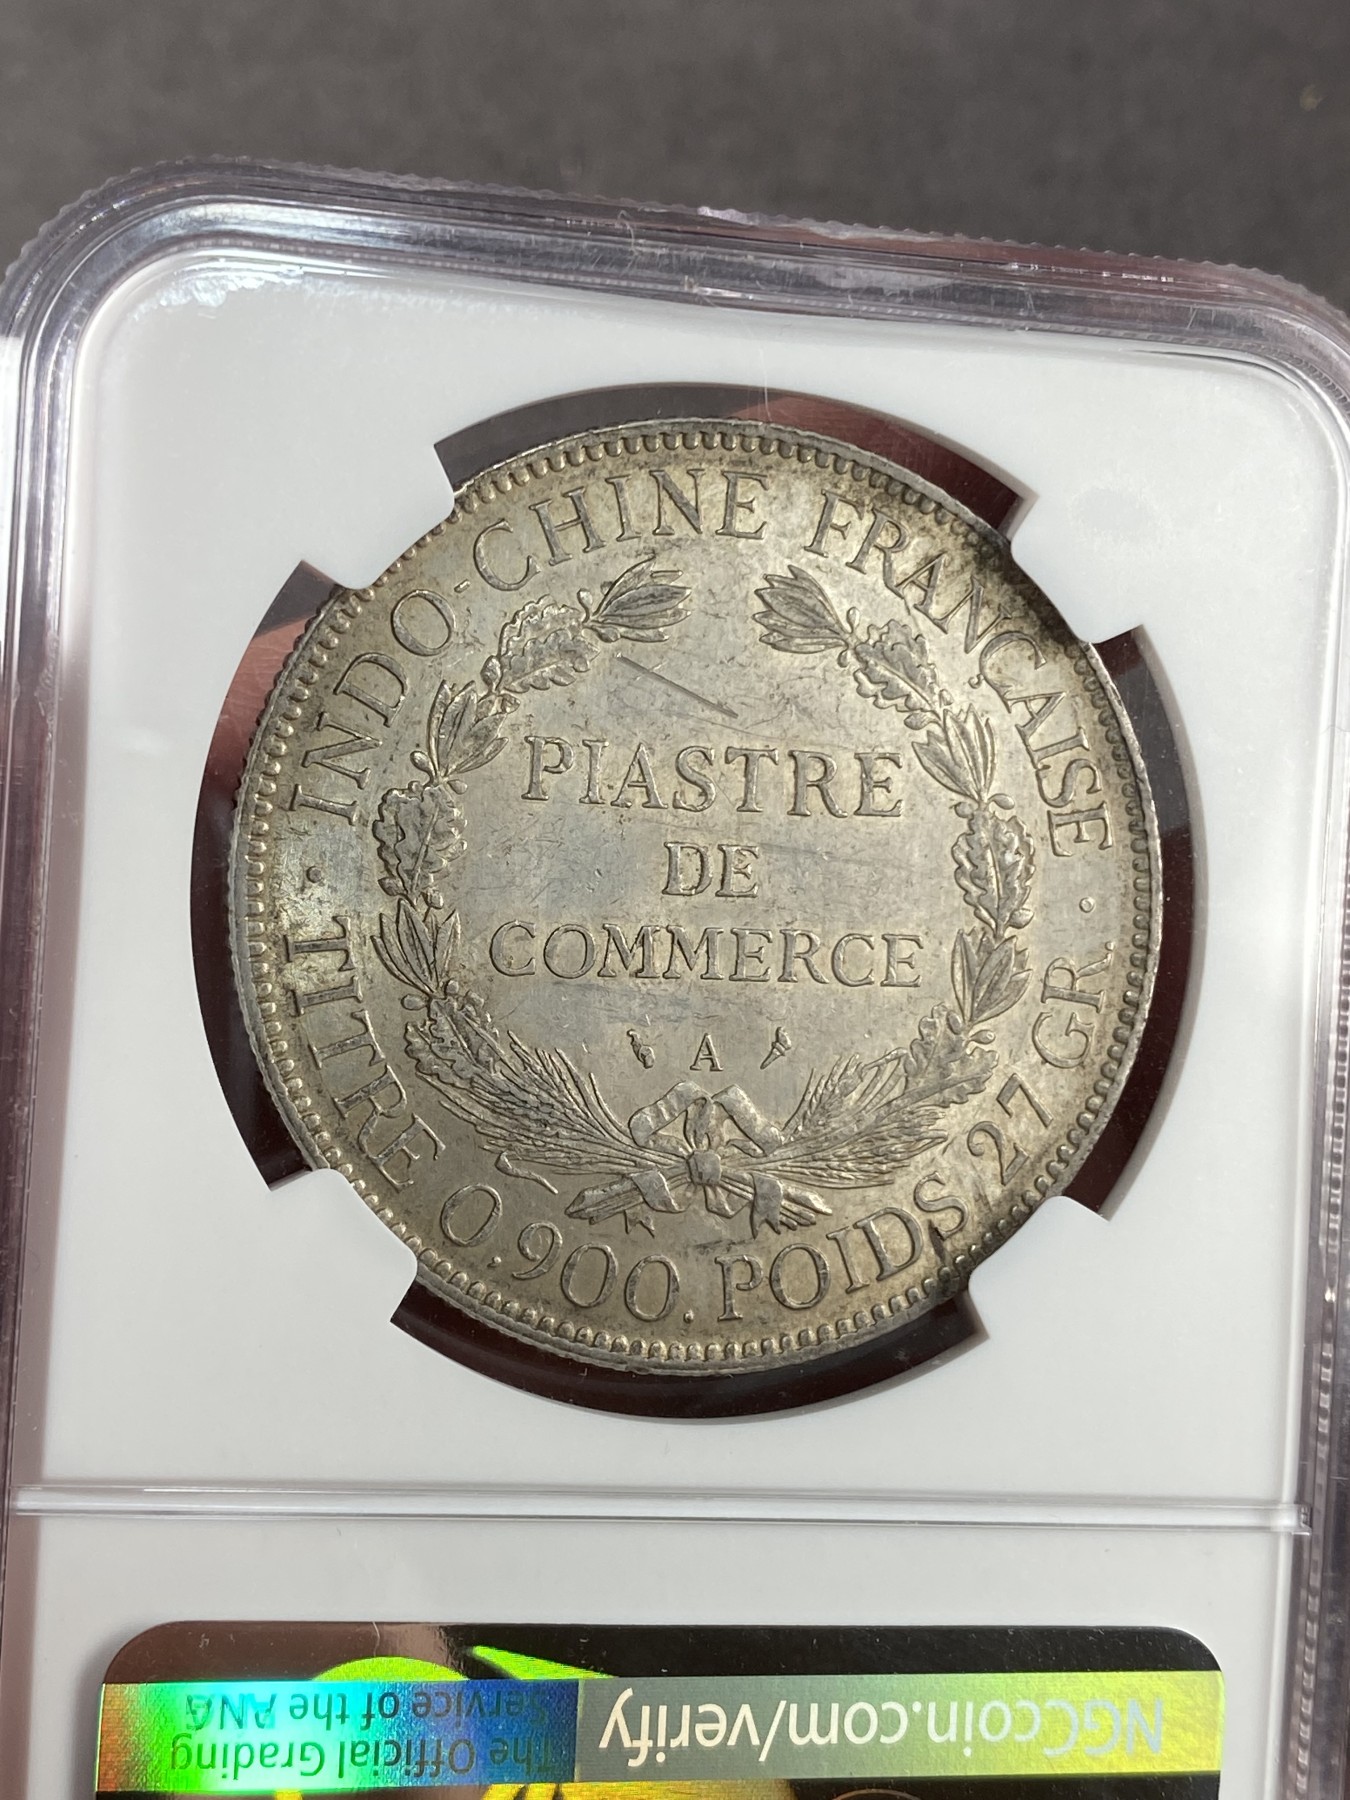 INDO-CHINE FRANÇAISE
PIASTRE
DE
COMMERCE
A
· TITRE 0.900. POIDS 27 GR. ·
NGCcoin.com/verify
The Official Grading
Service of the ANA